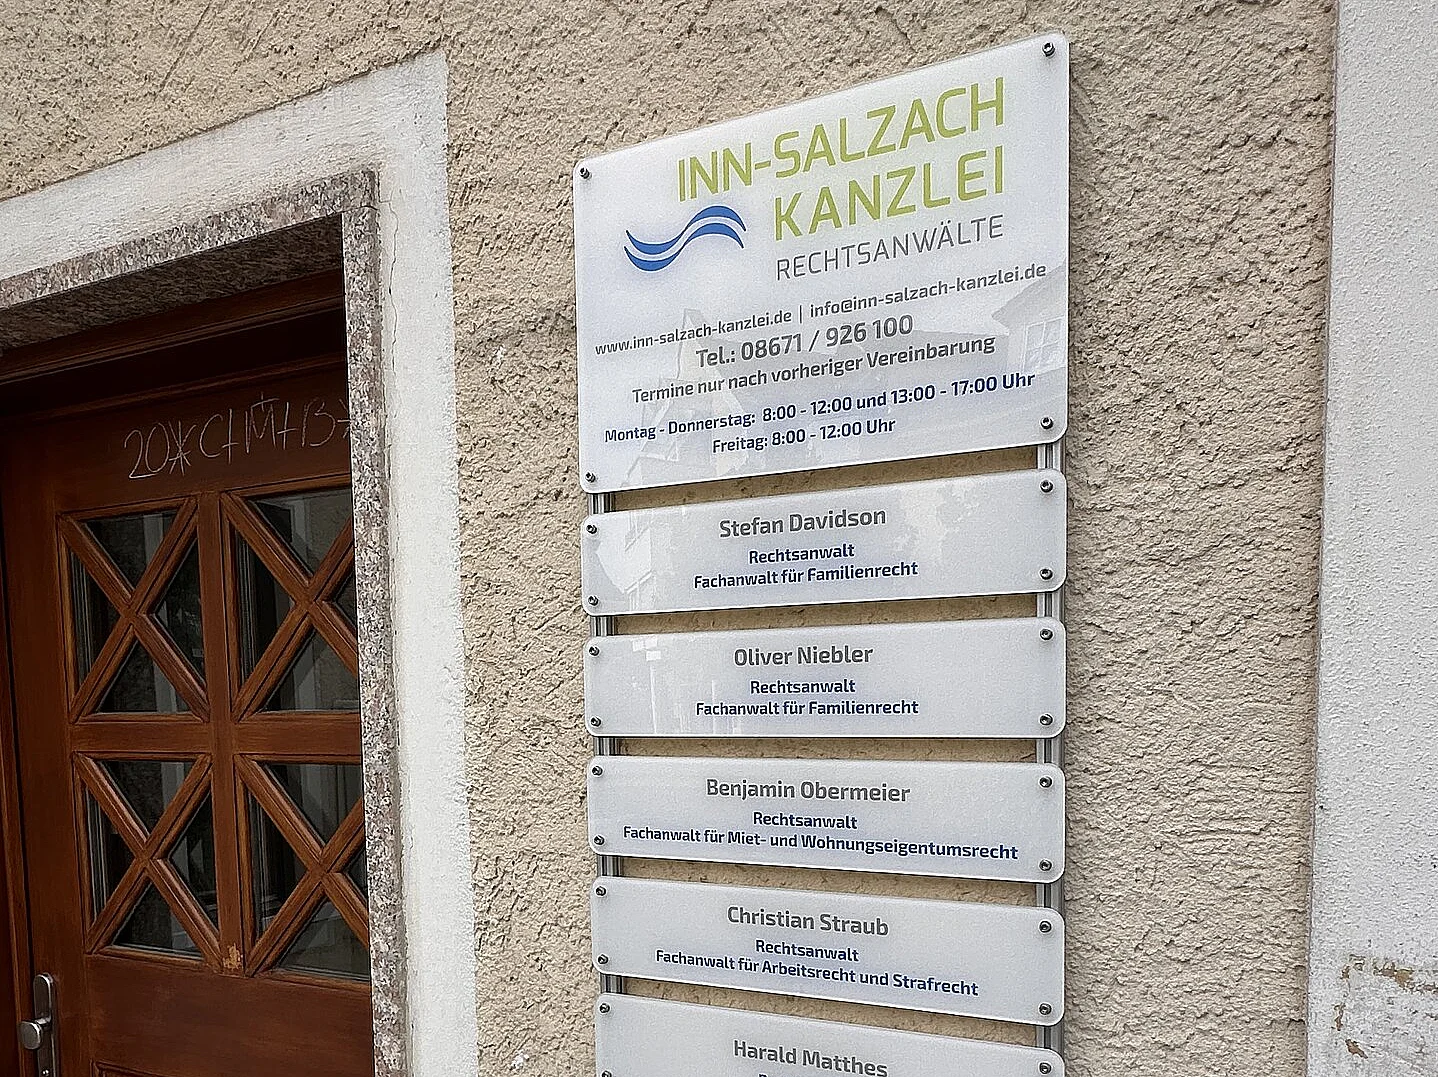 INN-SALZACH
KANZLEI
RECHTSANWÄLTE
www.inn-salzach-kanzlei.de | info@inn-salzach-kanzlei.de
Tel.: 08671 / 926 100
Termine nur nach vorheriger Vereinbarung
Montag - Donnerstag: 8:00 - 12:00 und 13:00 - 17:00 Uhr
Freitag: 8:00 - 12:00 Uhr
Stefan Davidson
Rechtsanwalt
Fachanwalt für Familienrecht
Oliver Niebler
Rechtsanwalt
Fachanwalt für Familienrecht
Benjamin Obermeier
Rechtsanwalt
Fachanwalt für Miet- und Wohnungseigentumsrecht
Christian Straub
Rechtsanwalt
Fachanwalt für Arbeitsrecht und Strafrecht
Harald Matthes
20*C+M+B*